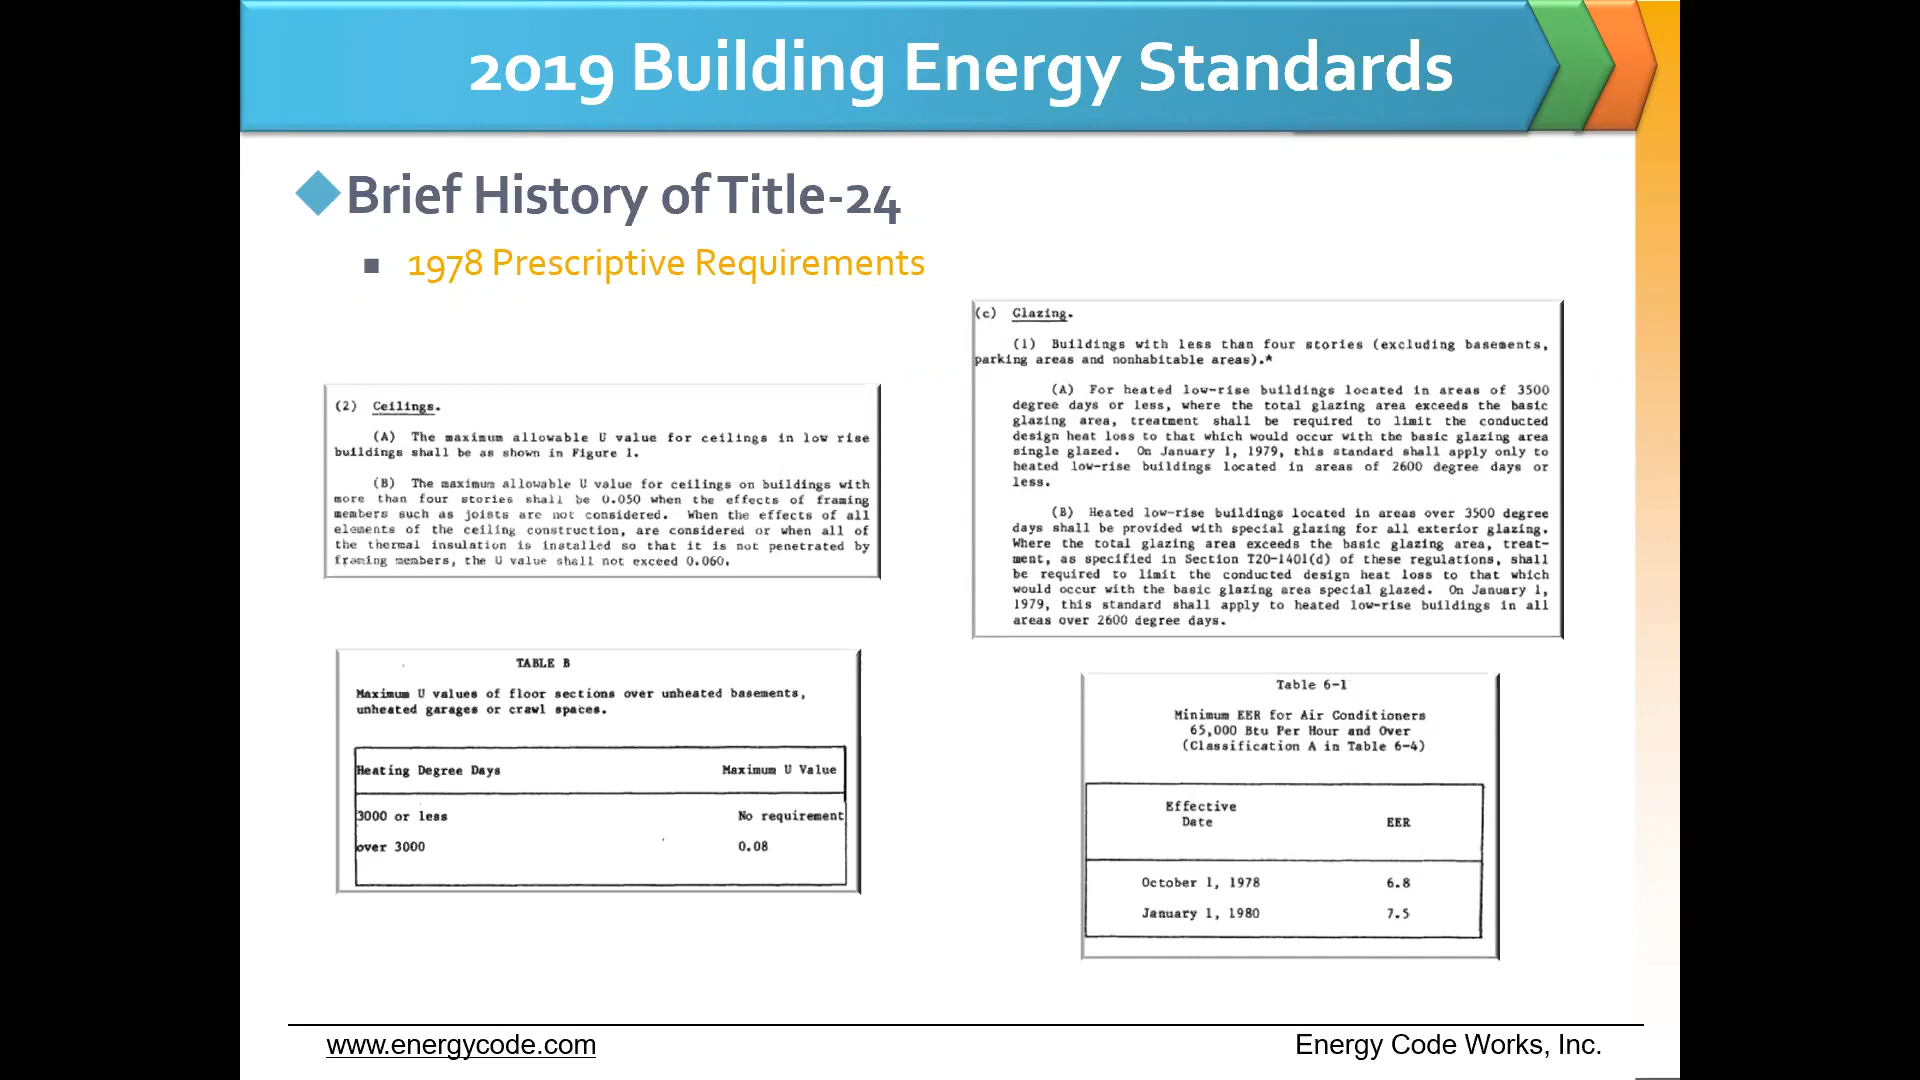 2019 Building Energy Standards
Brief History of Title-24
1978 Prescriptive Requirements
(2) Ceilings.
(A) The maximum allowable U value for ceilings in low rise
buildings shall be as shown in Figure 1.
(B) The maximum allowable U value for ceilings on buildings with
more than four stories shall be 0.050 when the effects of framing
members such as joists are not considered. When the effects of all
elements of the ceiling construction, are considered or when all of
the thermal insulation is installed so that it is not penetrated by
framing members, the U value shall not exceed 0.060.
(c) Glazing.
(1) Buildings with less than four stories (excluding basements,
parking areas and nonhabitable areas).*
(A) For heated low-rise buildings located in areas of 3500
degree days or less, where the total glazing area exceeds the basic
glazing area, treatment shall be required to limit the conducted
design heat loss to that which would occur with the basic glazing area
single glazed. On January 1, 1979, this standard shall apply only to
heated low-rise buildings located in areas of 2600 degree days or
less.
(B) Heated low-rise buildings located in areas over 3500 degree
days shall be provided with special glazing for all exterior glazing.
Where the total glazing area exceeds the basic glazing area, treat-
ment, as specified in Section T20-1401(d) of these regulations, shall
be required to limit the conducted design heat loss to that which
would occur with the basic glazing area special glazed. On January 1,
1979, this standard shall apply to heated low-rise buildings in all
areas over 2600 degree days.
TABLE B
Maximum U values of floor sections over unheated basements,
unheated garages or crawl spaces.
Heating Degree Days Maximum U Value
3000 or less No requirement
over 3000 0.08
Table 6-1
Minimum EER for Air Conditioners
65,000 Btu Per Hour and Over
(Classification A in Table 6-4)
Effective
Date EER
October 1, 1978 6.8
January 1, 1980 7.5
www.energycode.com
Energy Code Works, Inc.